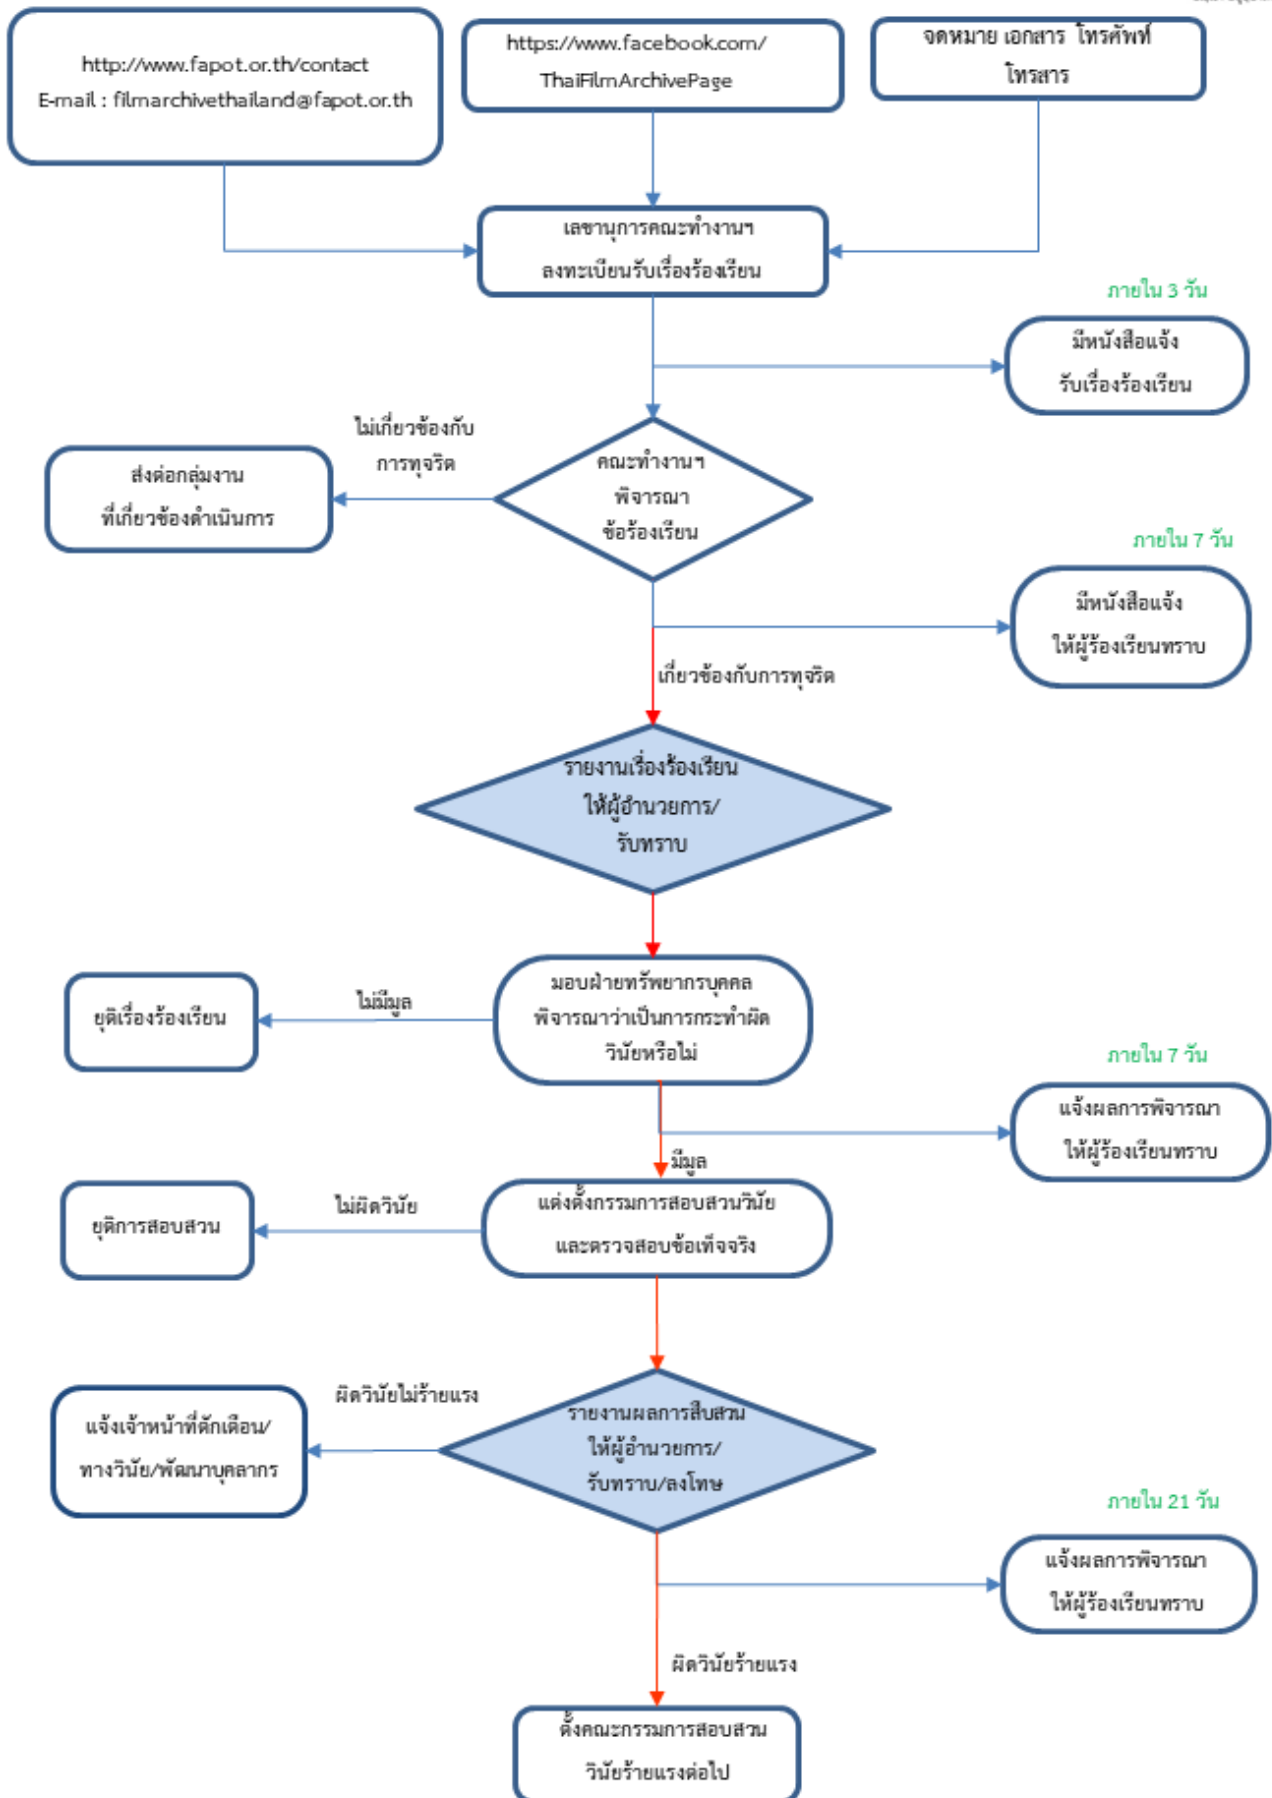 http://www.fapot.or.th/contact
E-mail : filmarchivethailand@fapot.or.th
https://www.facebook.com/
ThaiFilmArchivePage
จดหมาย เอกสาร โทรศัพท์
โทรสาร
เลขานุการคณะทำงานฯ
ลงทะเบียนรับเรื่องร้องเรียน
ภายใน 3 วัน
มีหนังสือแจ้ง
รับเรื่องร้องเรียน
ไม่เกี่ยวข้องกับ
การทุจริต
ส่งต่อกลุ่มงาน
ที่เกี่ยวข้องดำเนินการ
คณะทำงานฯ
พิจารณา
ข้อร้องเรียน
ภายใน 7 วัน
มีหนังสือแจ้ง
ให้ผู้ร้องเรียนทราบ
เกี่ยวข้องกับการทุจริต
รายงานเรื่องร้องเรียน
ให้ผู้อำนวยการ/
รับทราบ
มอบฝ่ายทรัพยากรบุคคล
พิจารณาว่าเป็นการกระทำผิด
วินัยหรือไม่
ไม่มีมูล
ยุติเรื่องร้องเรียน
ภายใน 7 วัน
แจ้งผลการพิจารณา
ให้ผู้ร้องเรียนทราบ
มีมูล
แต่งตั้งกรรมการสอบสวนวินัย
และตรวจสอบข้อเท็จจริง
ไม่ผิดวินัย
ยุติการสอบสวน
ผิดวินัยไม่ร้ายแรง
แจ้งเจ้าหน้าที่ตักเตือน/
ทางวินัย/พัฒนาบุคลากร
รายงานผลการสืบสวน
ให้ผู้อำนวยการ/
รับทราบ/ลงโทษ
ภายใน 21 วัน
แจ้งผลการพิจารณา
ให้ผู้ร้องเรียนทราบ
ผิดวินัยร้ายแรง
ตั้งคณะกรรมการสอบสวน
วินัยร้ายแรงต่อไป